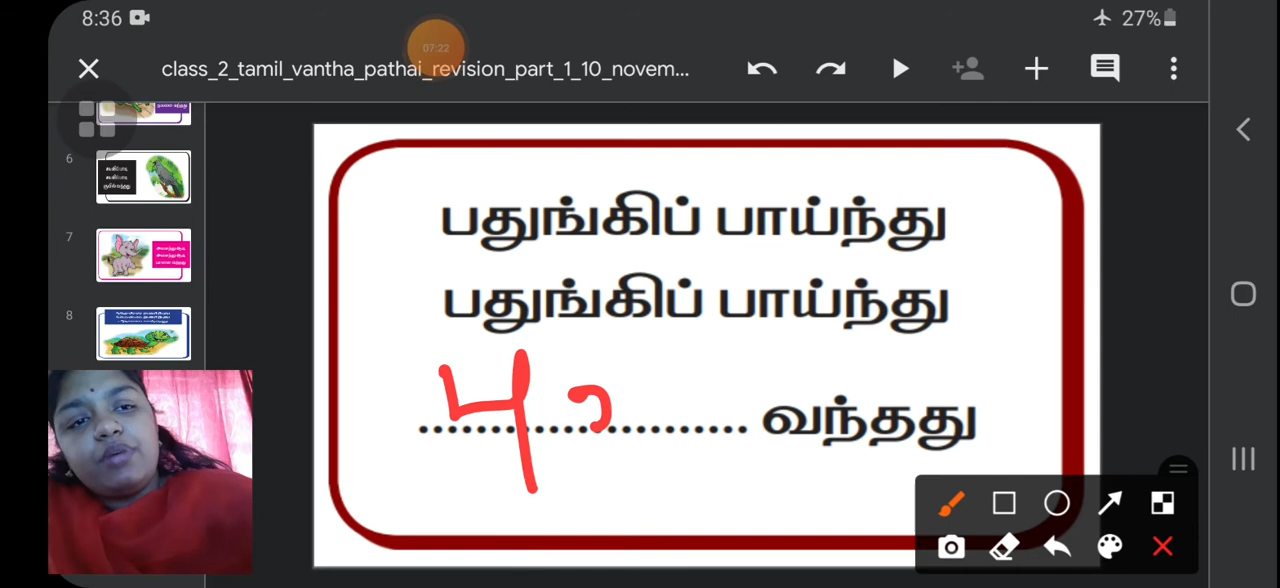 8:36
27%
07:22
class_2_tamil_vantha_pathai_revision_part_1_10_novem...
6
7
8
பதுங்கிப் பாய்ந்து
பதுங்கிப் பாய்ந்து
பு
....................... வந்தது